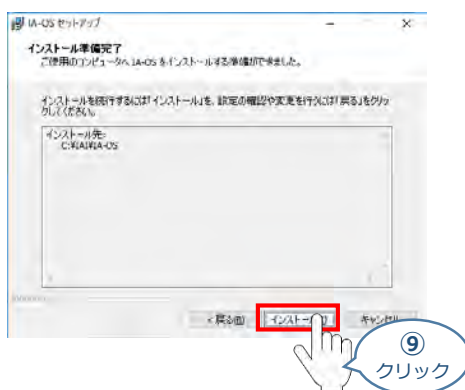 IA-OS セットアップ
インストール準備完了
ご使用のコンピュータへ IA-OS をインストールする準備ができました。
インストールを続行するには「インストール」を、設定の確認や変更を行うには「戻る」をクリッ
クしてください。
インストール先:
C:¥IAI¥IA-OS
< 戻る(B)
インストール(I)
キャンセル
⑨
クリック